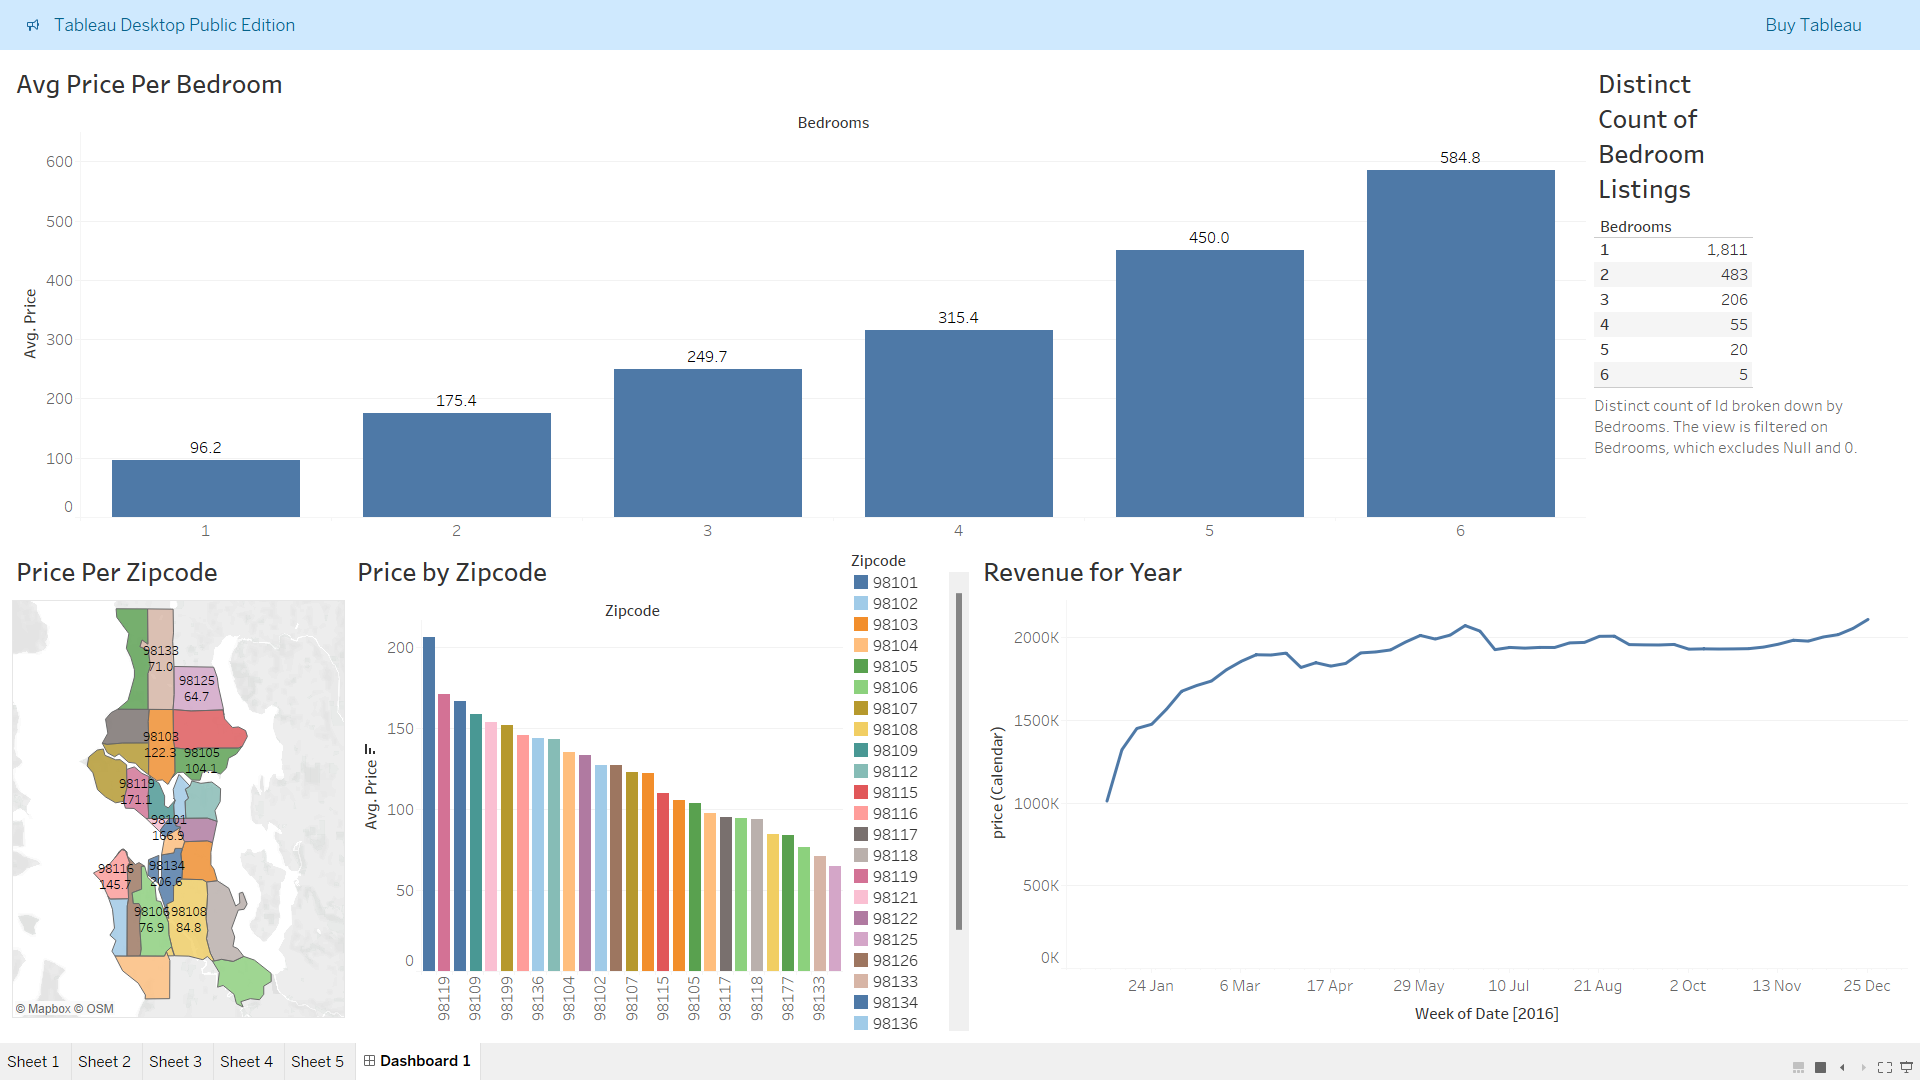 Tableau Desktop Public Edition
Buy Tableau
Avg Price Per Bedroom
Bedrooms
600
500
400
300
200
100
0
Avg. Price
96.2
175.4
249.7
315.4
450.0
584.8
1
2
3
4
5
6
Distinct
Count of
Bedroom
Listings
Bedrooms
1 1,811
2 483
3 206
4 55
5 20
6 5
Distinct count of Id broken down by
Bedrooms. The view is filtered on
Bedrooms, which excludes Null and 0.
Price Per Zipcode
98133
71.0
98125
64.7
98103
122.3
98105
104.1
98119
171.1
98101
166.9
98116
145.7
98134
206.6
98106
76.9
98108
84.8
© Mapbox © OSM
Price by Zipcode
Zipcode
200
150
100
50
0
Avg. Price
98119
98109
98199
98136
98104
98102
98107
98115
98105
98117
98118
98177
98133
Zipcode
98101
98102
98103
98104
98105
98106
98107
98108
98109
98112
98115
98116
98117
98118
98119
98121
98122
98125
98126
98133
98134
98136
Revenue for Year
2000K
1500K
1000K
500K
0K
price (Calendar)
24 Jan
6 Mar
17 Apr
29 May
10 Jul
21 Aug
2 Oct
13 Nov
25 Dec
Week of Date [2016]
Sheet 1
Sheet 2
Sheet 3
Sheet 4
Sheet 5
Dashboard 1